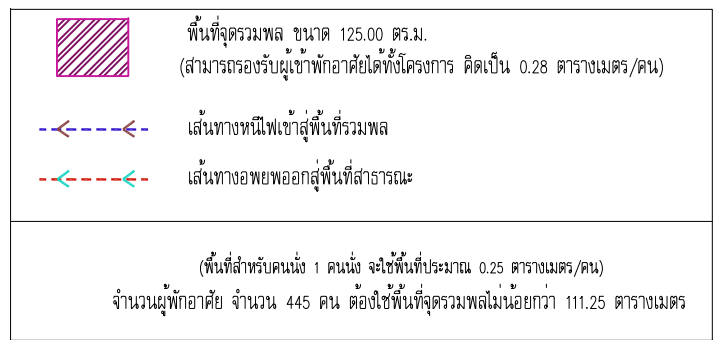 พื้นที่จุดรวมพล ขนาด 125.00 ตร.ม.
(สามารถรองรับผู้เข้าพักอาศัยได้ทั้งโครงการ คิดเป็น 0.28 ตารางเมตร/คน)
เส้นทางหนีไฟเข้าสู่พื้นที่รวมพล
เส้นทางอพยพออกสู่พื้นที่สาธารณะ
(พื้นที่สำหรับคนนั่ง 1 คนนั่ง จะใช้พื้นที่ประมาณ 0.25 ตารางเมตร/คน)
จำนวนผู้พักอาศัย จำนวน 445 คน ต้องใช้พื้นที่จุดรวมพลไม่น้อยกว่า 111.25 ตารางเมตร